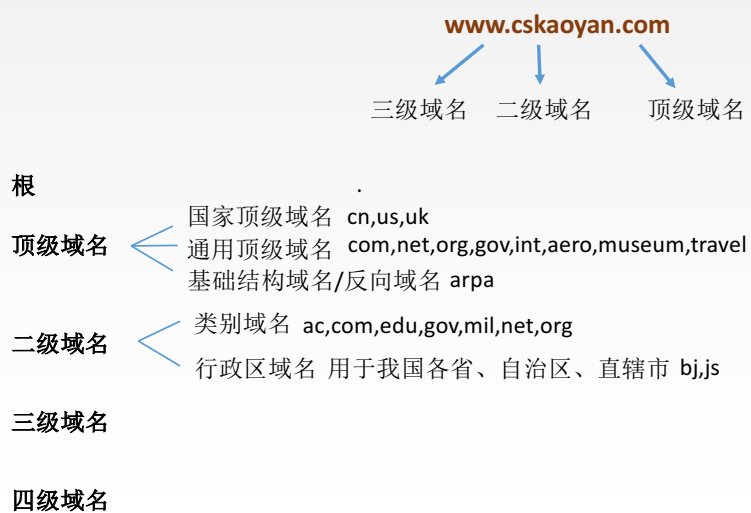 www.cskaoyan.com
三级域名 二级域名 顶级域名
根 .
国家顶级域名 cn,us,uk
顶级域名 通用顶级域名 com,net,org,gov,int,aero,museum,travel
基础结构域名/反向域名 arpa
类别域名 ac,com,edu,gov,mil,net,org
二级域名
行政区域名 用于我国各省、自治区、直辖市 bj,js
三级域名
四级域名